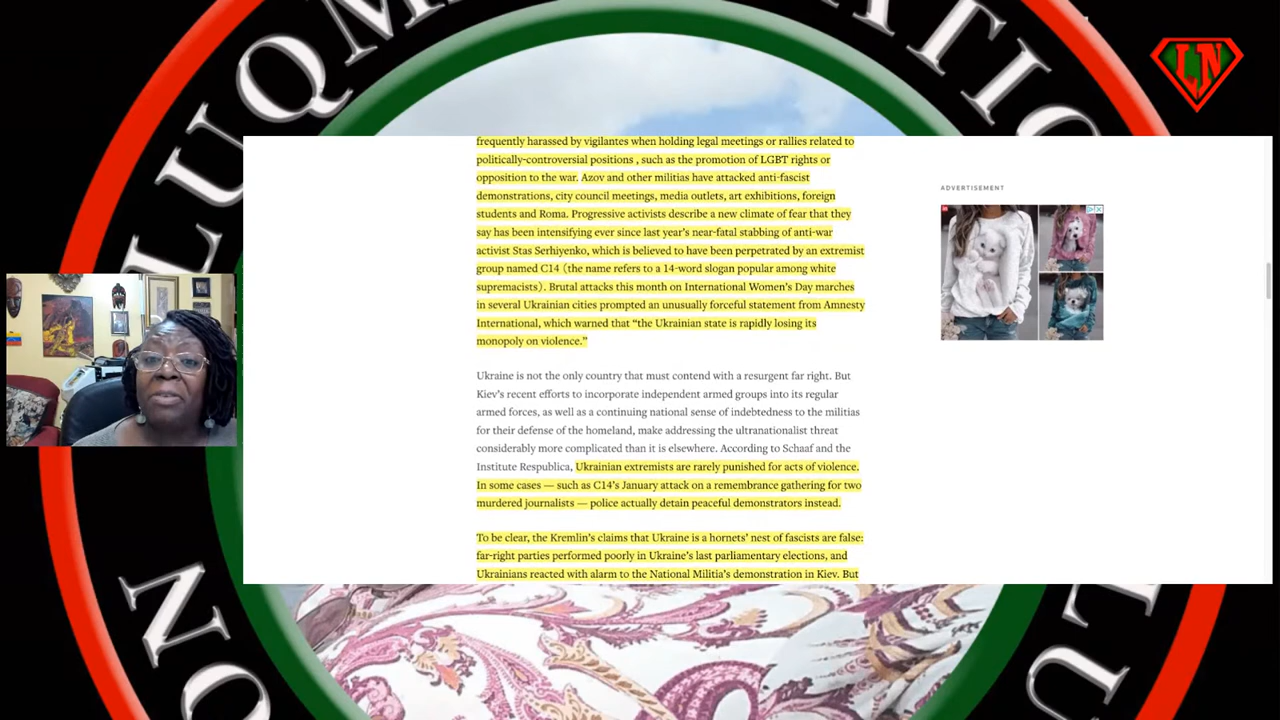 LUQM
ATIO
LN
frequently harassed by vigilantes when holding legal meetings or rallies related to
politically-controversial positions , such as the promotion of LGBT rights or
opposition to the war. Azov and other militias have attacked anti-fascist
demonstrations, city council meetings, media outlets, art exhibitions, foreign
students and Roma. Progressive activists describe a new climate of fear that they
say has been intensifying ever since last year’s near-fatal stabbing of anti-war
activist Stas Serhiyenko, which is believed to have been perpetrated by an extremist
group named C14 (the name refers to a 14-word slogan popular among white
supremacists). Brutal attacks this month on International Women’s Day marches
in several Ukrainian cities prompted an unusually forceful statement from Amnesty
International, which warned that “the Ukrainian state is rapidly losing its
monopoly on violence.”
Ukraine is not the only country that must contend with a resurgent far right. But
Kiev’s recent efforts to incorporate independent armed groups into its regular
armed forces, as well as a continuing national sense of indebtedness to the militias
for their defense of the homeland, make addressing the ultranationalist threat
considerably more complicated than it is elsewhere. According to Schaaf and the
Institute Respublica, Ukrainian extremists are rarely punished for acts of violence.
In some cases — such as C14’s January attack on a remembrance gathering for two
murdered journalists — police actually detain peaceful demonstrators instead.
To be clear, the Kremlin’s claims that Ukraine is a hornets’ nest of fascists are false:
far-right parties performed poorly in Ukraine’s last parliamentary elections, and
Ukrainians reacted with alarm to the National Militia’s demonstration in Kiev. But
ADVERTISEMENT
NO
LU